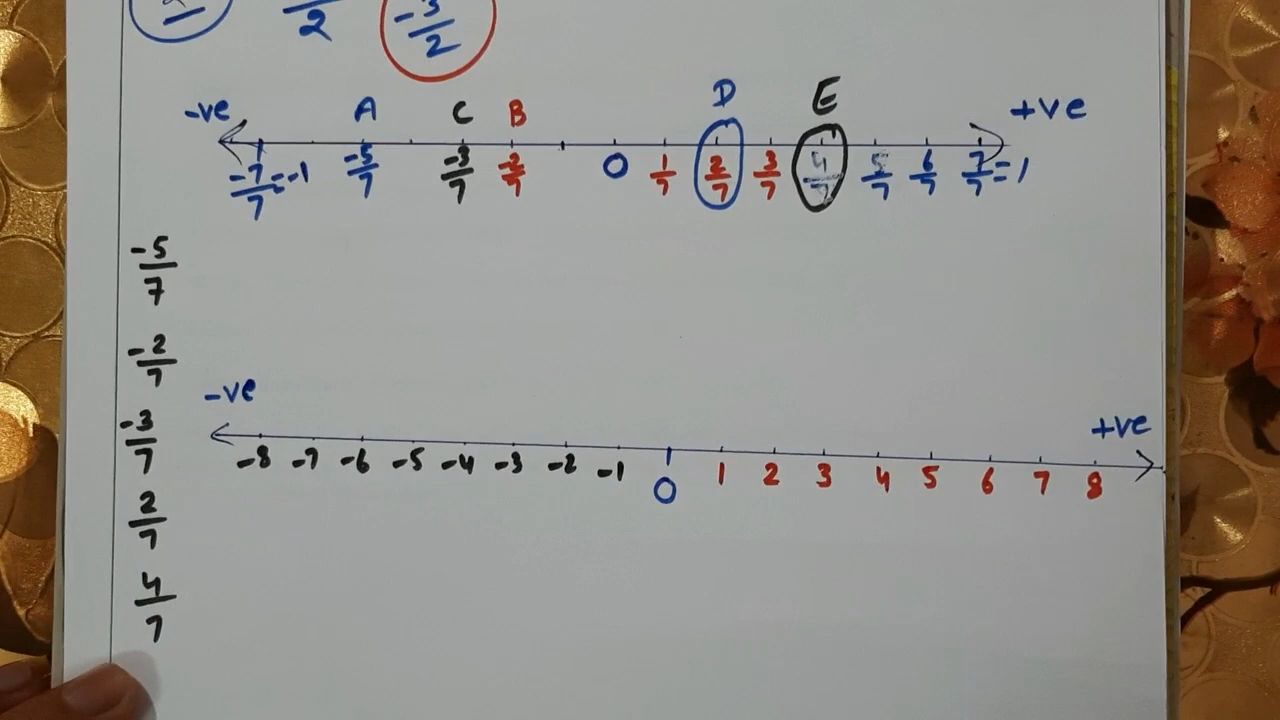 -3/2
2
-ve A C B D E +ve
-7/7=-1 -5/7 -3/7 -2/7 0 1/7 2/7 3/7 4/7 5/7 6/7 7/7=1
-5/7
-2/7
-ve +ve
-8 -7 -6 -5 -4 -3 -2 -1 0 1 2 3 4 5 6 7 8
-3/7
2/7
4/7